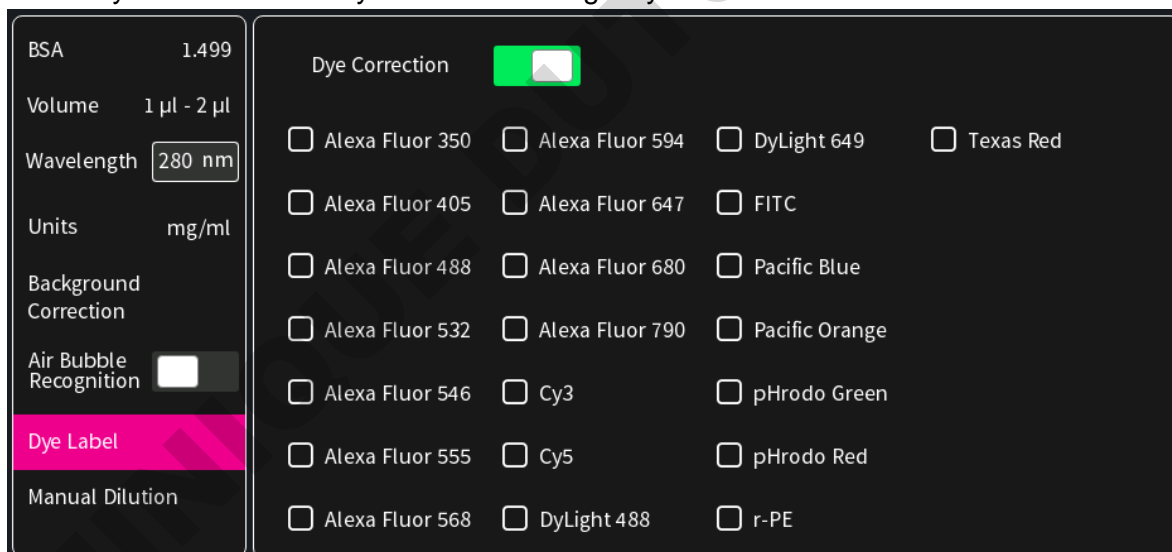 BSA 1.499
Volume 1 µl - 2 µl
Wavelength 280 nm
Units mg/ml
Background
Correction
Air Bubble
Recognition
Dye Label
Manual Dilution
Dye Correction
Alexa Fluor 350 Alexa Fluor 594 DyLight 649 Texas Red
Alexa Fluor 405 Alexa Fluor 647 FITC
Alexa Fluor 488 Alexa Fluor 680 Pacific Blue
Alexa Fluor 532 Alexa Fluor 790 Pacific Orange
Alexa Fluor 546 Cy3 pHrodo Green
Alexa Fluor 555 Cy5 pHrodo Red
Alexa Fluor 568 DyLight 488 r-PE